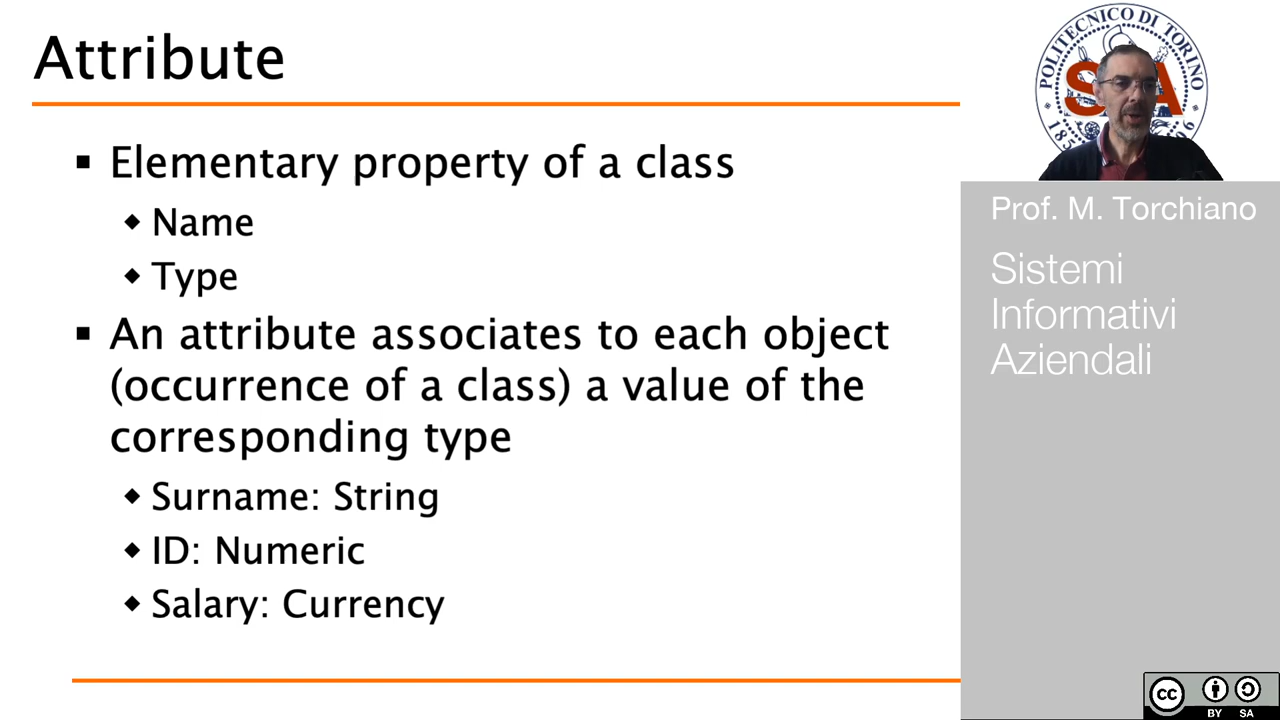 Attribute
▪ Elementary property of a class
◆ Name
◆ Type
▪ An attribute associates to each object
(occurrence of a class) a value of the
corresponding type
◆ Surname: String
◆ ID: Numeric
◆ Salary: Currency
POLITECNICO DI TORINO
Prof. M. Torchiano
Sistemi
Informativi
Aziendali
cc
BY SA